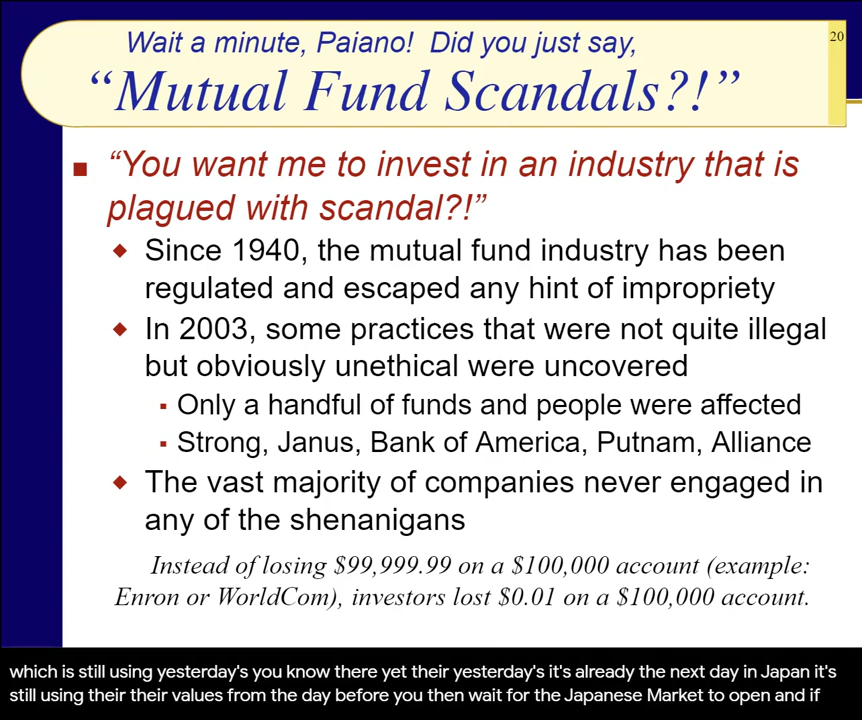 Wait a minute, Paiano! Did you just say,
20
“Mutual Fund Scandals?!”
■ “You want me to invest in an industry that is
plagued with scandal?!”
◆ Since 1940, the mutual fund industry has been
regulated and escaped any hint of impropriety
◆ In 2003, some practices that were not quite illegal
but obviously unethical were uncovered
▪ Only a handful of funds and people were affected
▪ Strong, Janus, Bank of America, Putnam, Alliance
◆ The vast majority of companies never engaged in
any of the shenanigans
Instead of losing $99,999.99 on a $100,000 account (example:
Enron or WorldCom), investors lost $0.01 on a $100,000 account.
which is still using yesterday's you know there yet their yesterday's it's already the next day in Japan it's
still using their their values from the day before you then wait for the Japanese Market to open and if